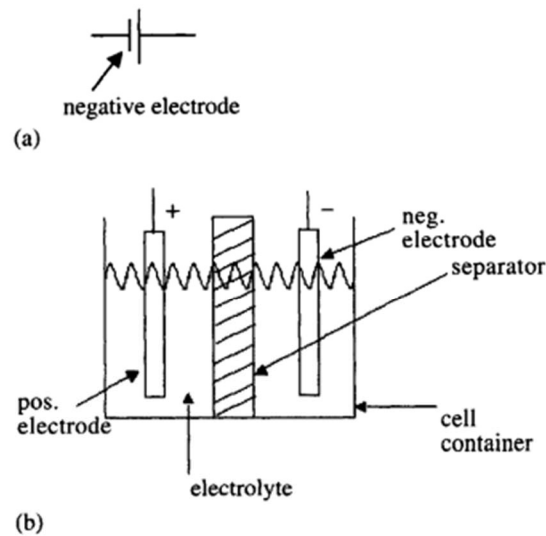 negative electrode
(a)
+
−
neg.
electrode
separator
pos.
electrode
cell
container
electrolyte
(b)